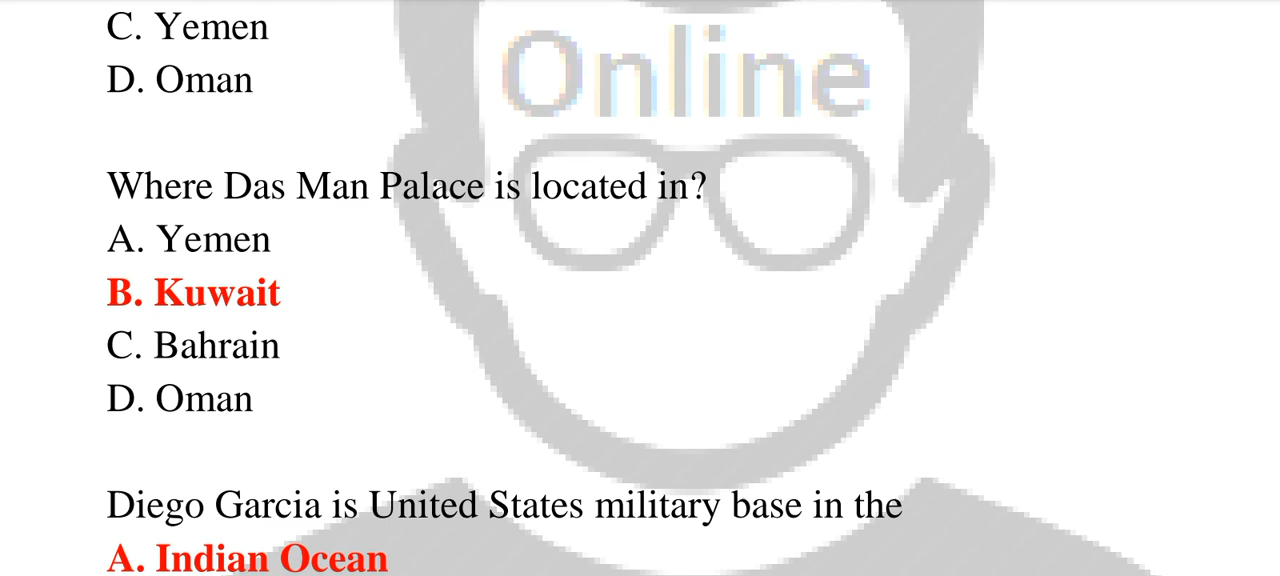 Online
C. Yemen
D. Oman
Where Das Man Palace is located in?
A. Yemen
B. Kuwait
C. Bahrain
D. Oman
Diego Garcia is United States military base in the
A. Indian Ocean